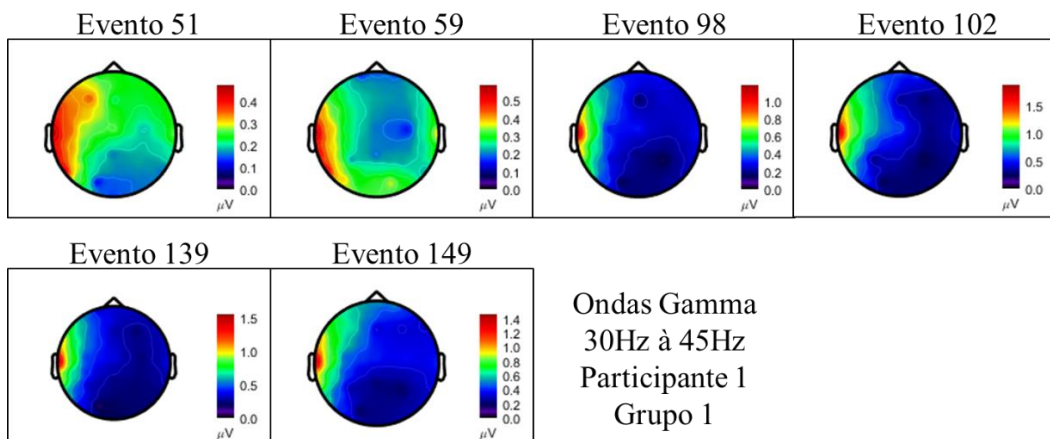 Evento 51
Evento 59
Evento 98
Evento 102
0.4
0.3
0.2
0.1
0.0
µV
0.5
0.4
0.3
0.2
0.1
0.0
µV
1.0
0.8
0.6
0.4
0.2
0.0
µV
1.5
1.0
0.5
0.0
µV
Evento 139
Evento 149
1.5
1.0
0.5
0.0
µV
1.4
1.2
1.0
0.8
0.6
0.4
0.2
0.0
µV
Ondas Gamma
30Hz à 45Hz
Participante 1
Grupo 1